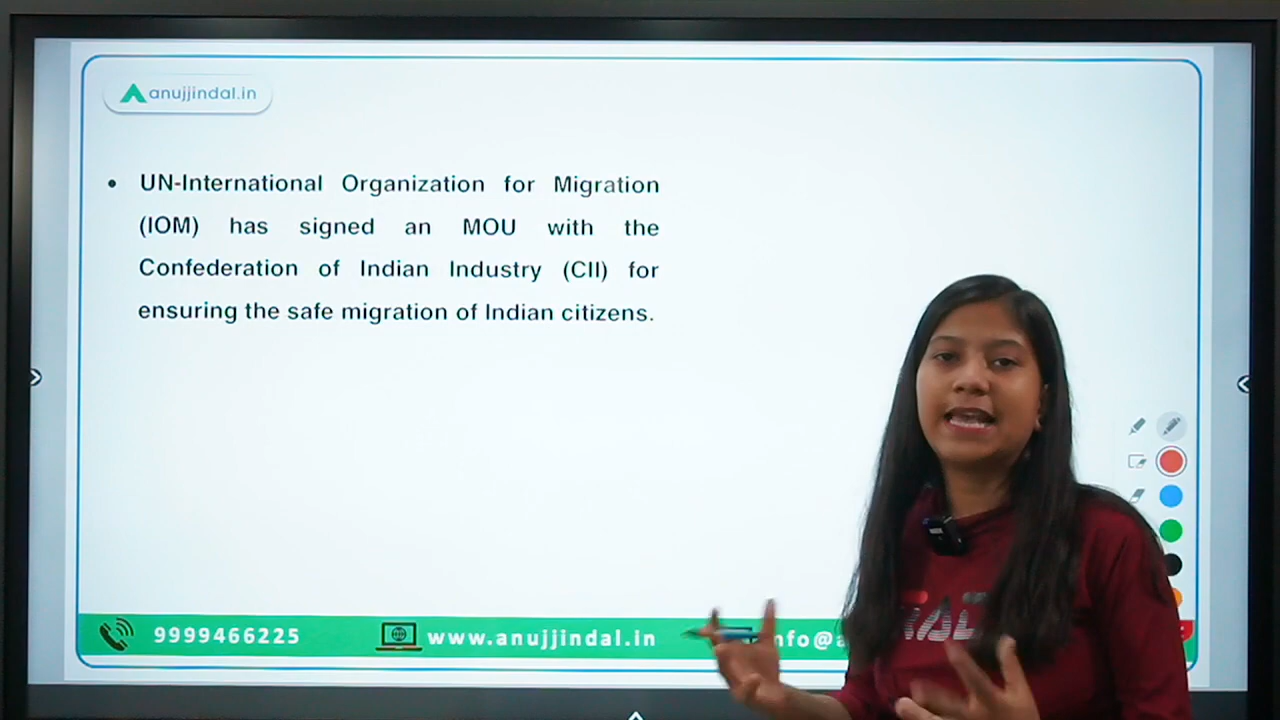 anujjindal.in
• UN-International Organization for Migration
(IOM) has signed an MOU with the
Confederation of Indian Industry (CII) for
ensuring the safe migration of Indian citizens.
9999466225 www.anujjindal.in